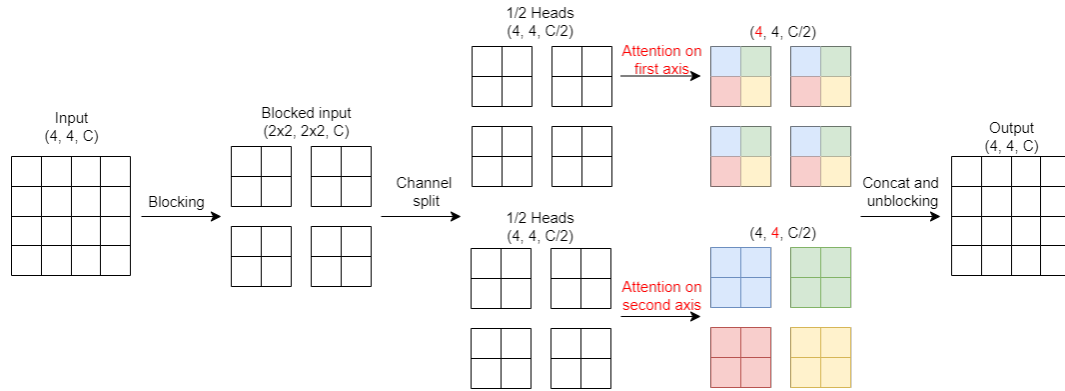 Input
(4, 4, C)
Blocking
Blocked input
(2x2, 2x2, C)
Channel
split
1/2 Heads
(4, 4, C/2)
Attention on
first axis
(4, 4, C/2)
1/2 Heads
(4, 4, C/2)
Attention on
second axis
(4, 4, C/2)
Concat and
unblocking
Output
(4, 4, C)